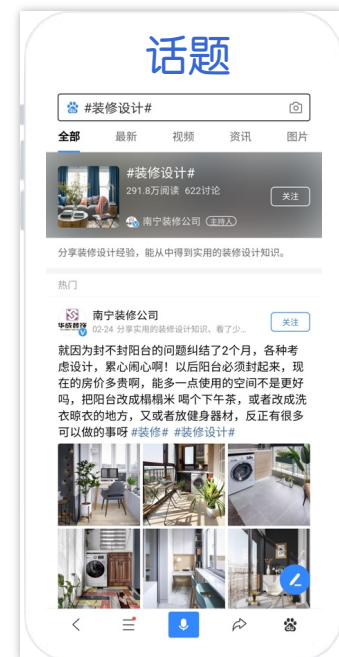 话题
#装修设计#
全部 最新 视频 资讯 图片
#装修设计#
291.8万阅读 622讨论
关注
南宁装修公司 主持人
分享装修设计经验，能从中得到实用的装修设计知识。
热门
华成装饰
南宁装修公司
02-24 分享实用的装修设计知识、看了少...
关注
就因为封不封阳台的问题纠结了2个月，各种考
虑设计，累心闹心啊！以后阳台必须封起来，现
在的房价多贵啊，能多一点使用的空间不是更好
吗，把阳台改成榻榻米 喝个下午茶，或者改成洗
衣晾衣的地方，又或者放健身器材，反正有很多
可以做的事呀 #装修# #装修设计#